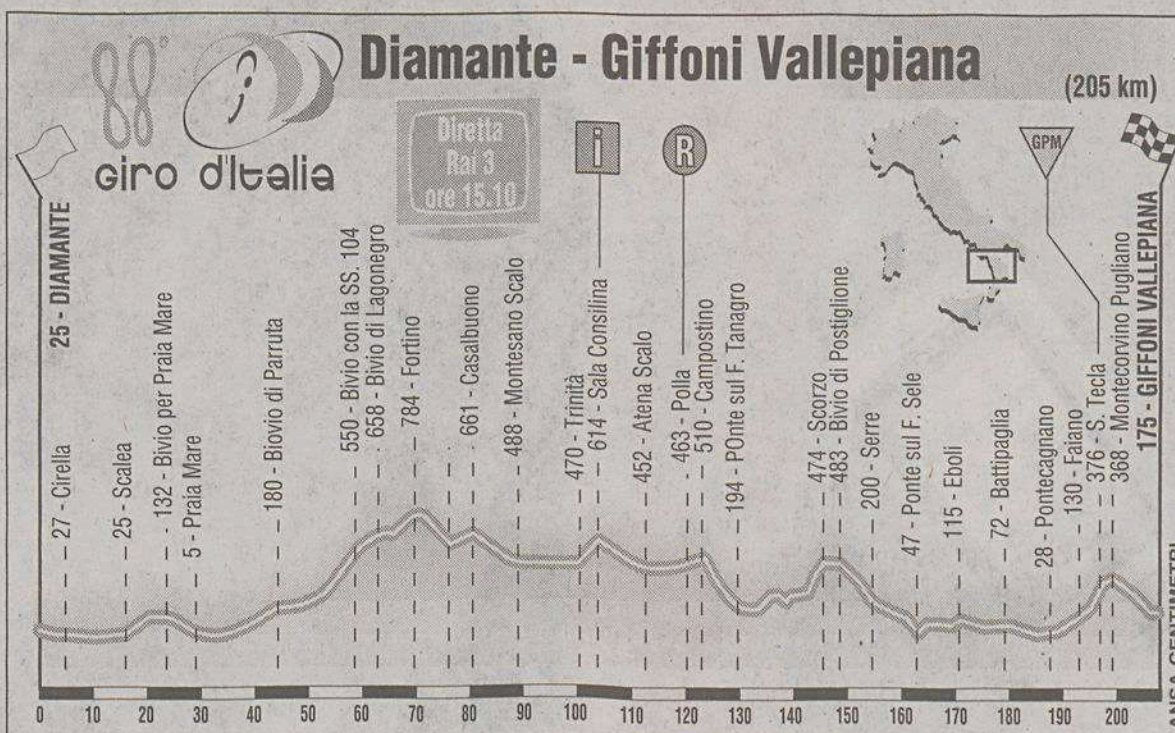 88°
giro d'Italia
Diamante - Giffoni Vallepiana
(205 km)
Diretta
Rai 3
ore 15.10
i
R
GPM
25 - DIAMANTE
27 - Cirella
25 - Scalea
132 - Bivio per Praia Mare
5 - Praia Mare
180 - Biovio di Parruta
550 - Bivio con la SS. 104
658 - Bivio di Lagonegro
784 - Fortino
661 - Casalbuono
488 - Montesano Scalo
470 - Trinità
614 - Sala Consilina
452 - Atena Scalo
463 - Polla
510 - Campostino
194 - POnte sul F. Tanagro
474 - Scorzo
483 - Bivio di Postiglione
200 - Serre
47 - Ponte sul F. Sele
115 - Eboli
72 - Battipaglia
28 - Pontecagnano
130 - Faiano
376 - S. Tecla
368 - Montecorvino Pugliano
175 - GIFFONI VALLEPIANA
0 10 20 30 40 50 60 70 80 90 100 110 120 130 140 150 160 170 180 190 200
ANSA-CENTIMETRI